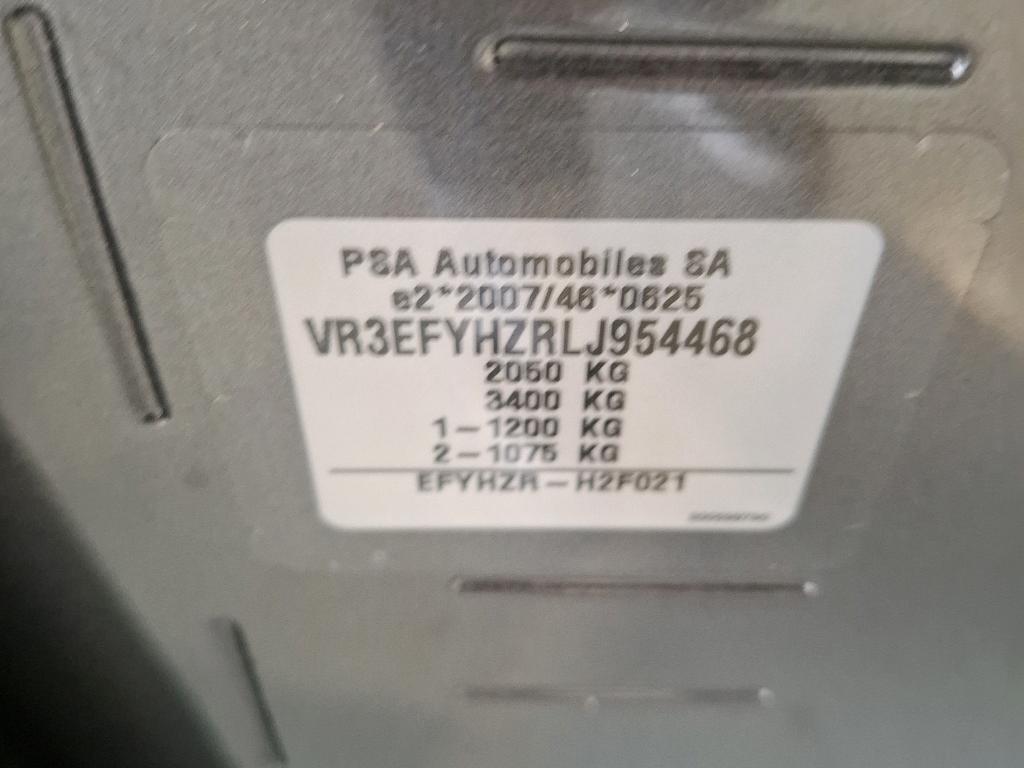 PSA Automobiles SA
e2*2007/46*0625
VR3EFYHZRLJ954468
2050 KG
3400 KG
1-1200 KG
2-1075 KG
EFYHZR-H2F021